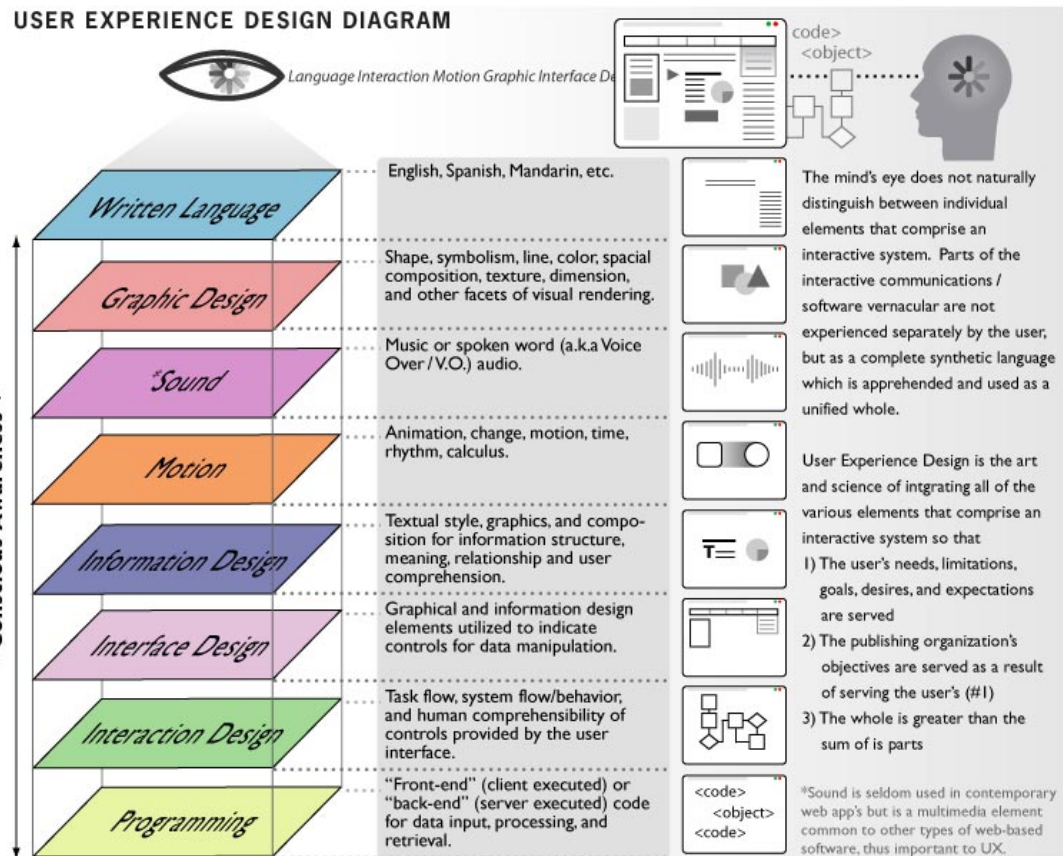 USER EXPERIENCE DESIGN DIAGRAM
Language Interaction Motion Graphic Interface De
code>
<object>
Written Language
English, Spanish, Mandarin, etc.
Graphic Design
Shape, symbolism, line, color, spacial
composition, texture, dimension,
and other facets of visual rendering.
*Sound
Music or spoken word (a.k.a Voice
Over / V.O.) audio.
Motion
Animation, change, motion, time,
rhythm, calculus.
Information Design
Textual style, graphics, and compo-
sition for information structure,
meaning, relationship and user
comprehension.
T
Interface Design
Graphical and information design
elements utilized to indicate
controls for data manipulation.
Interaction Design
Task flow, system flow/behavior,
and human comprehensibility of
controls provided by the user
interface.
Programming
“Front-end” (client executed) or
“back-end” (server executed) code
for data input, processing, and
retrieval.
<code>
<object>
<code>
The mind’s eye does not naturally
distinguish between individual
elements that comprise an
interactive system. Parts of the
interactive communications /
software vernacular are not
experienced separately by the user,
but as a complete synthetic language
which is apprehended and used as a
unified whole.
User Experience Design is the art
and science of intgrating all of the
various elements that comprise an
interactive system so that
1) The user’s needs, limitations,
goals, desires, and expectations
are served
2) The publishing organization’s
objectives are served as a result
of serving the user’s (#1)
3) The whole is greater than the
sum of is parts
*Sound is seldom used in contemporary
web app’s but is a multimedia element
common to other types of web-based
software, thus important to UX.